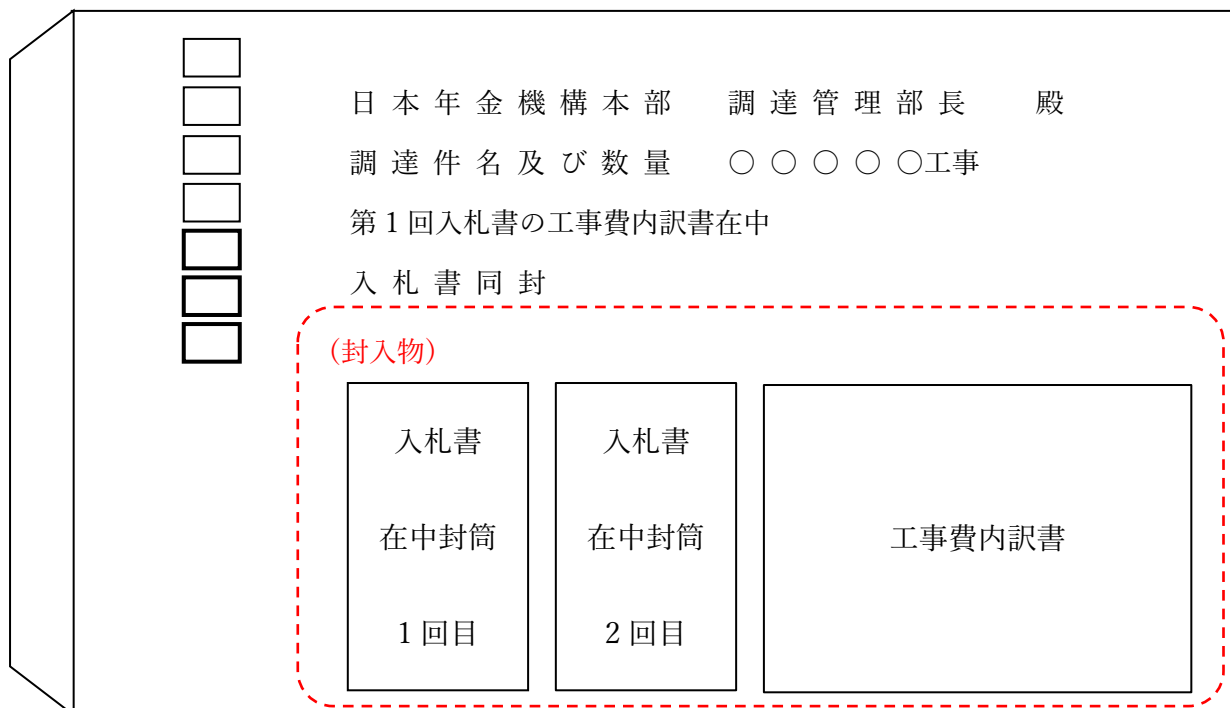 日本年金機構本部 調達管理部長 殿
調達件名及び数量 ○○○○○工事
第1回入札書の工事費内訳書在中
入札書同封
(封入物)
入札書
在中封筒
1回目
入札書
在中封筒
2回目
工事費内訳書